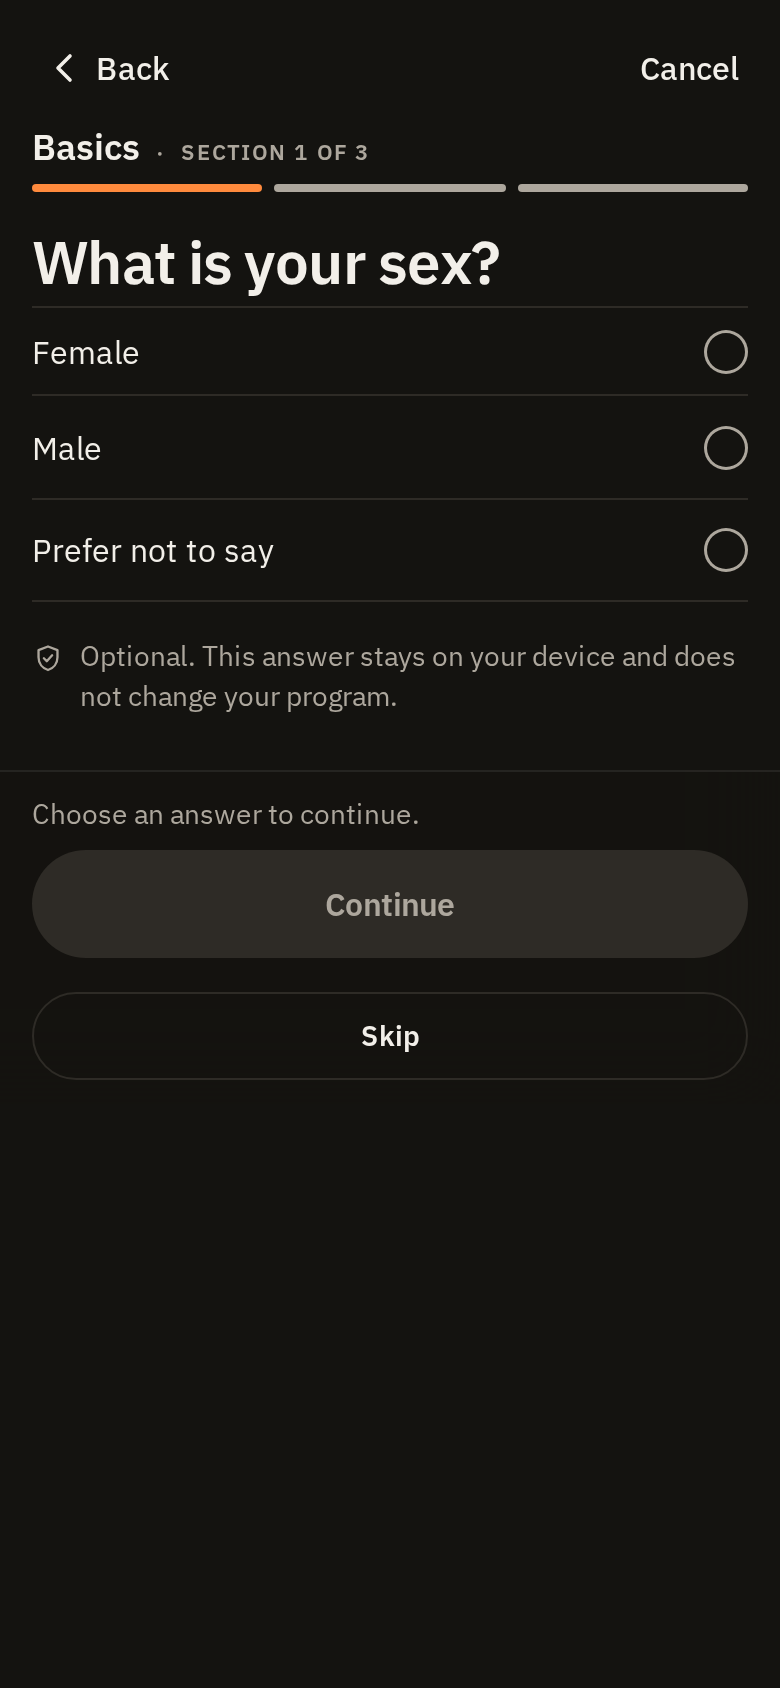 Back
Cancel
Basics · SECTION 1 OF 3
What is your sex?
Female
Male
Prefer not to say
Optional. This answer stays on your device and does
not change your program.
Choose an answer to continue.
Continue
Skip